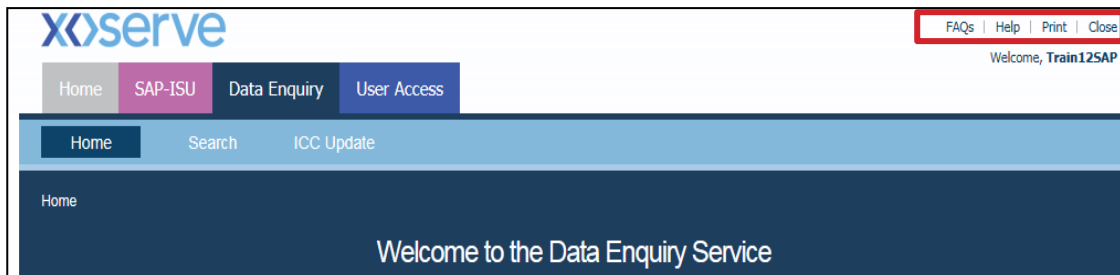 xoserve
FAQs | Help | Print | Close
Welcome, Train12SAP
Home SAP-ISU Data Enquiry User Access
Home Search ICC Update
Home
Welcome to the Data Enquiry Service